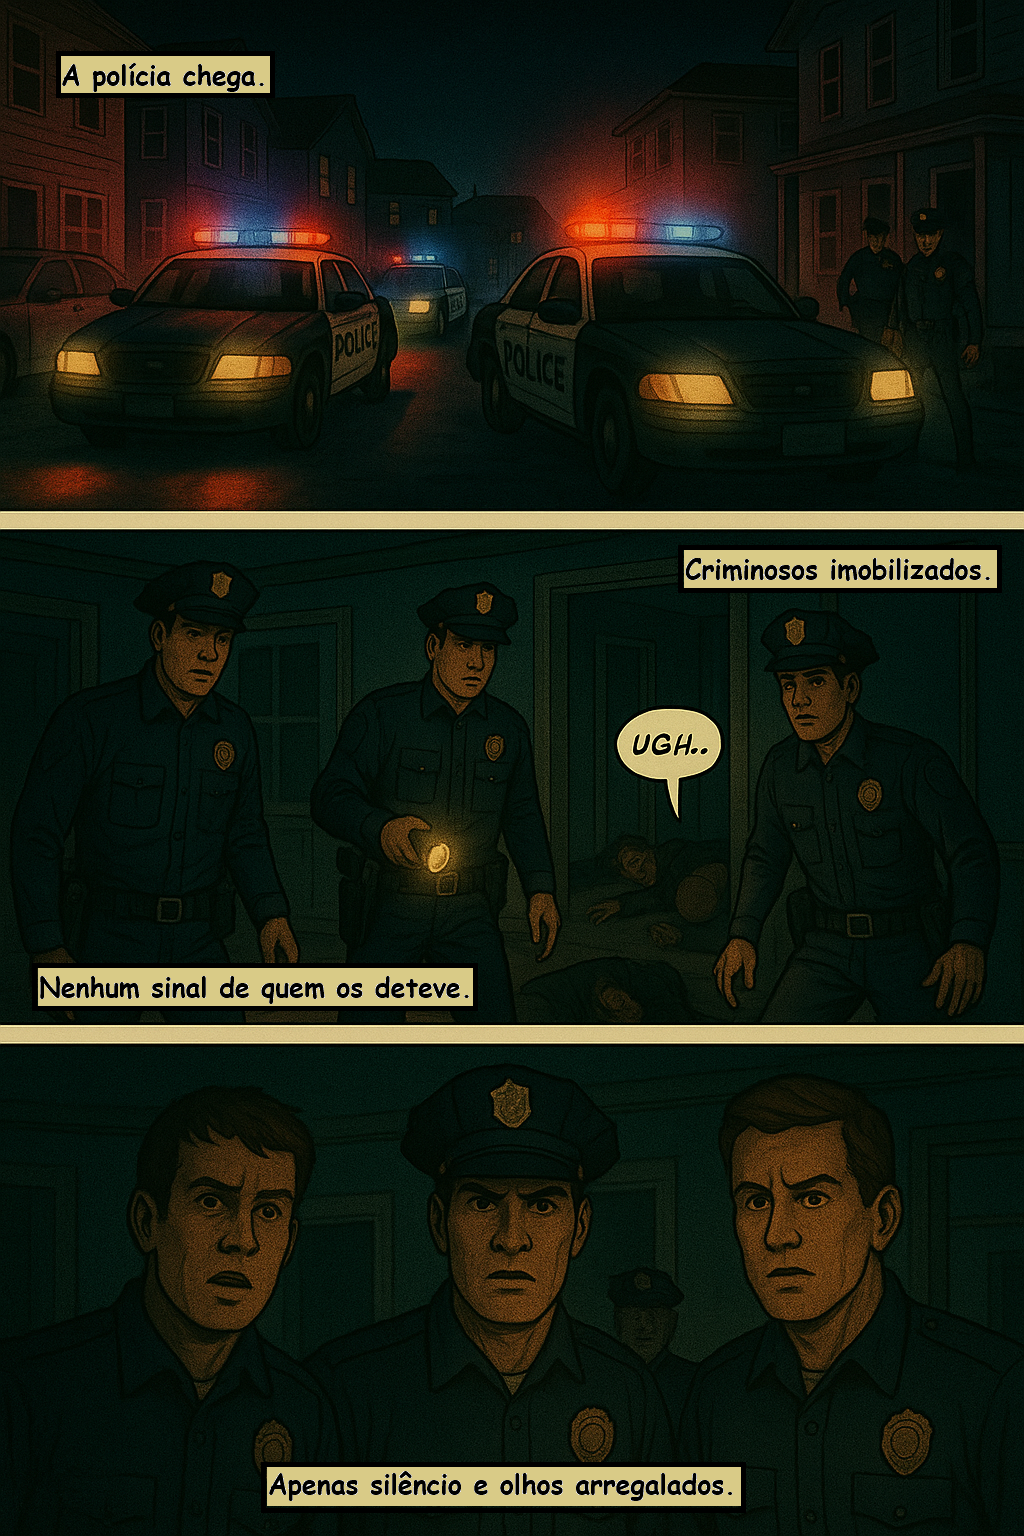 A polícia chega.
POLICE
POLICE
Criminosos imobilizados.
UGH..
Nenhum sinal de quem os deteve.
Apenas silêncio e olhos arregalados.